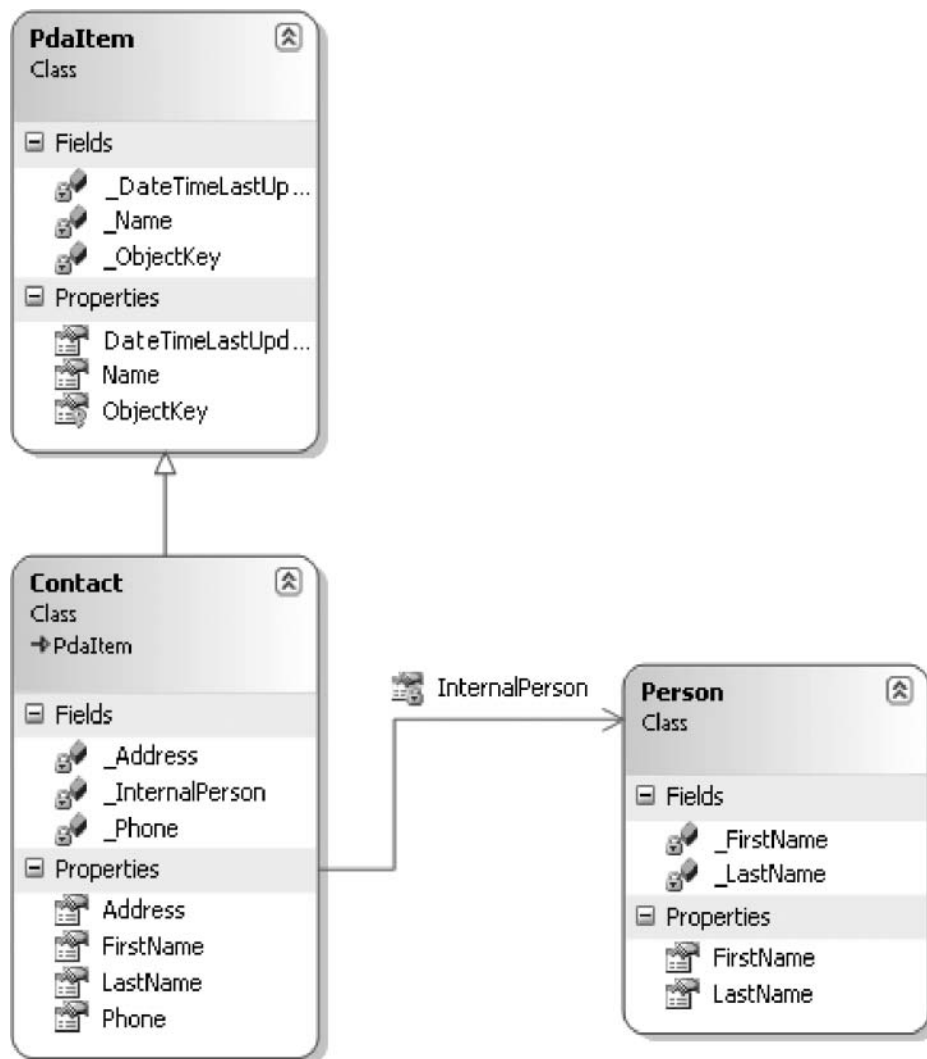 PdaItem
Class
Fields
_DateTimeLastUp...
_Name
_ObjectKey
Properties
DateTimeLastUpd...
Name
ObjectKey
Contact
Class
PdaItem
Fields
_Address
_InternalPerson
_Phone
Properties
Address
FirstName
LastName
Phone
InternalPerson
Person
Class
Fields
_FirstName
_LastName
Properties
FirstName
LastName